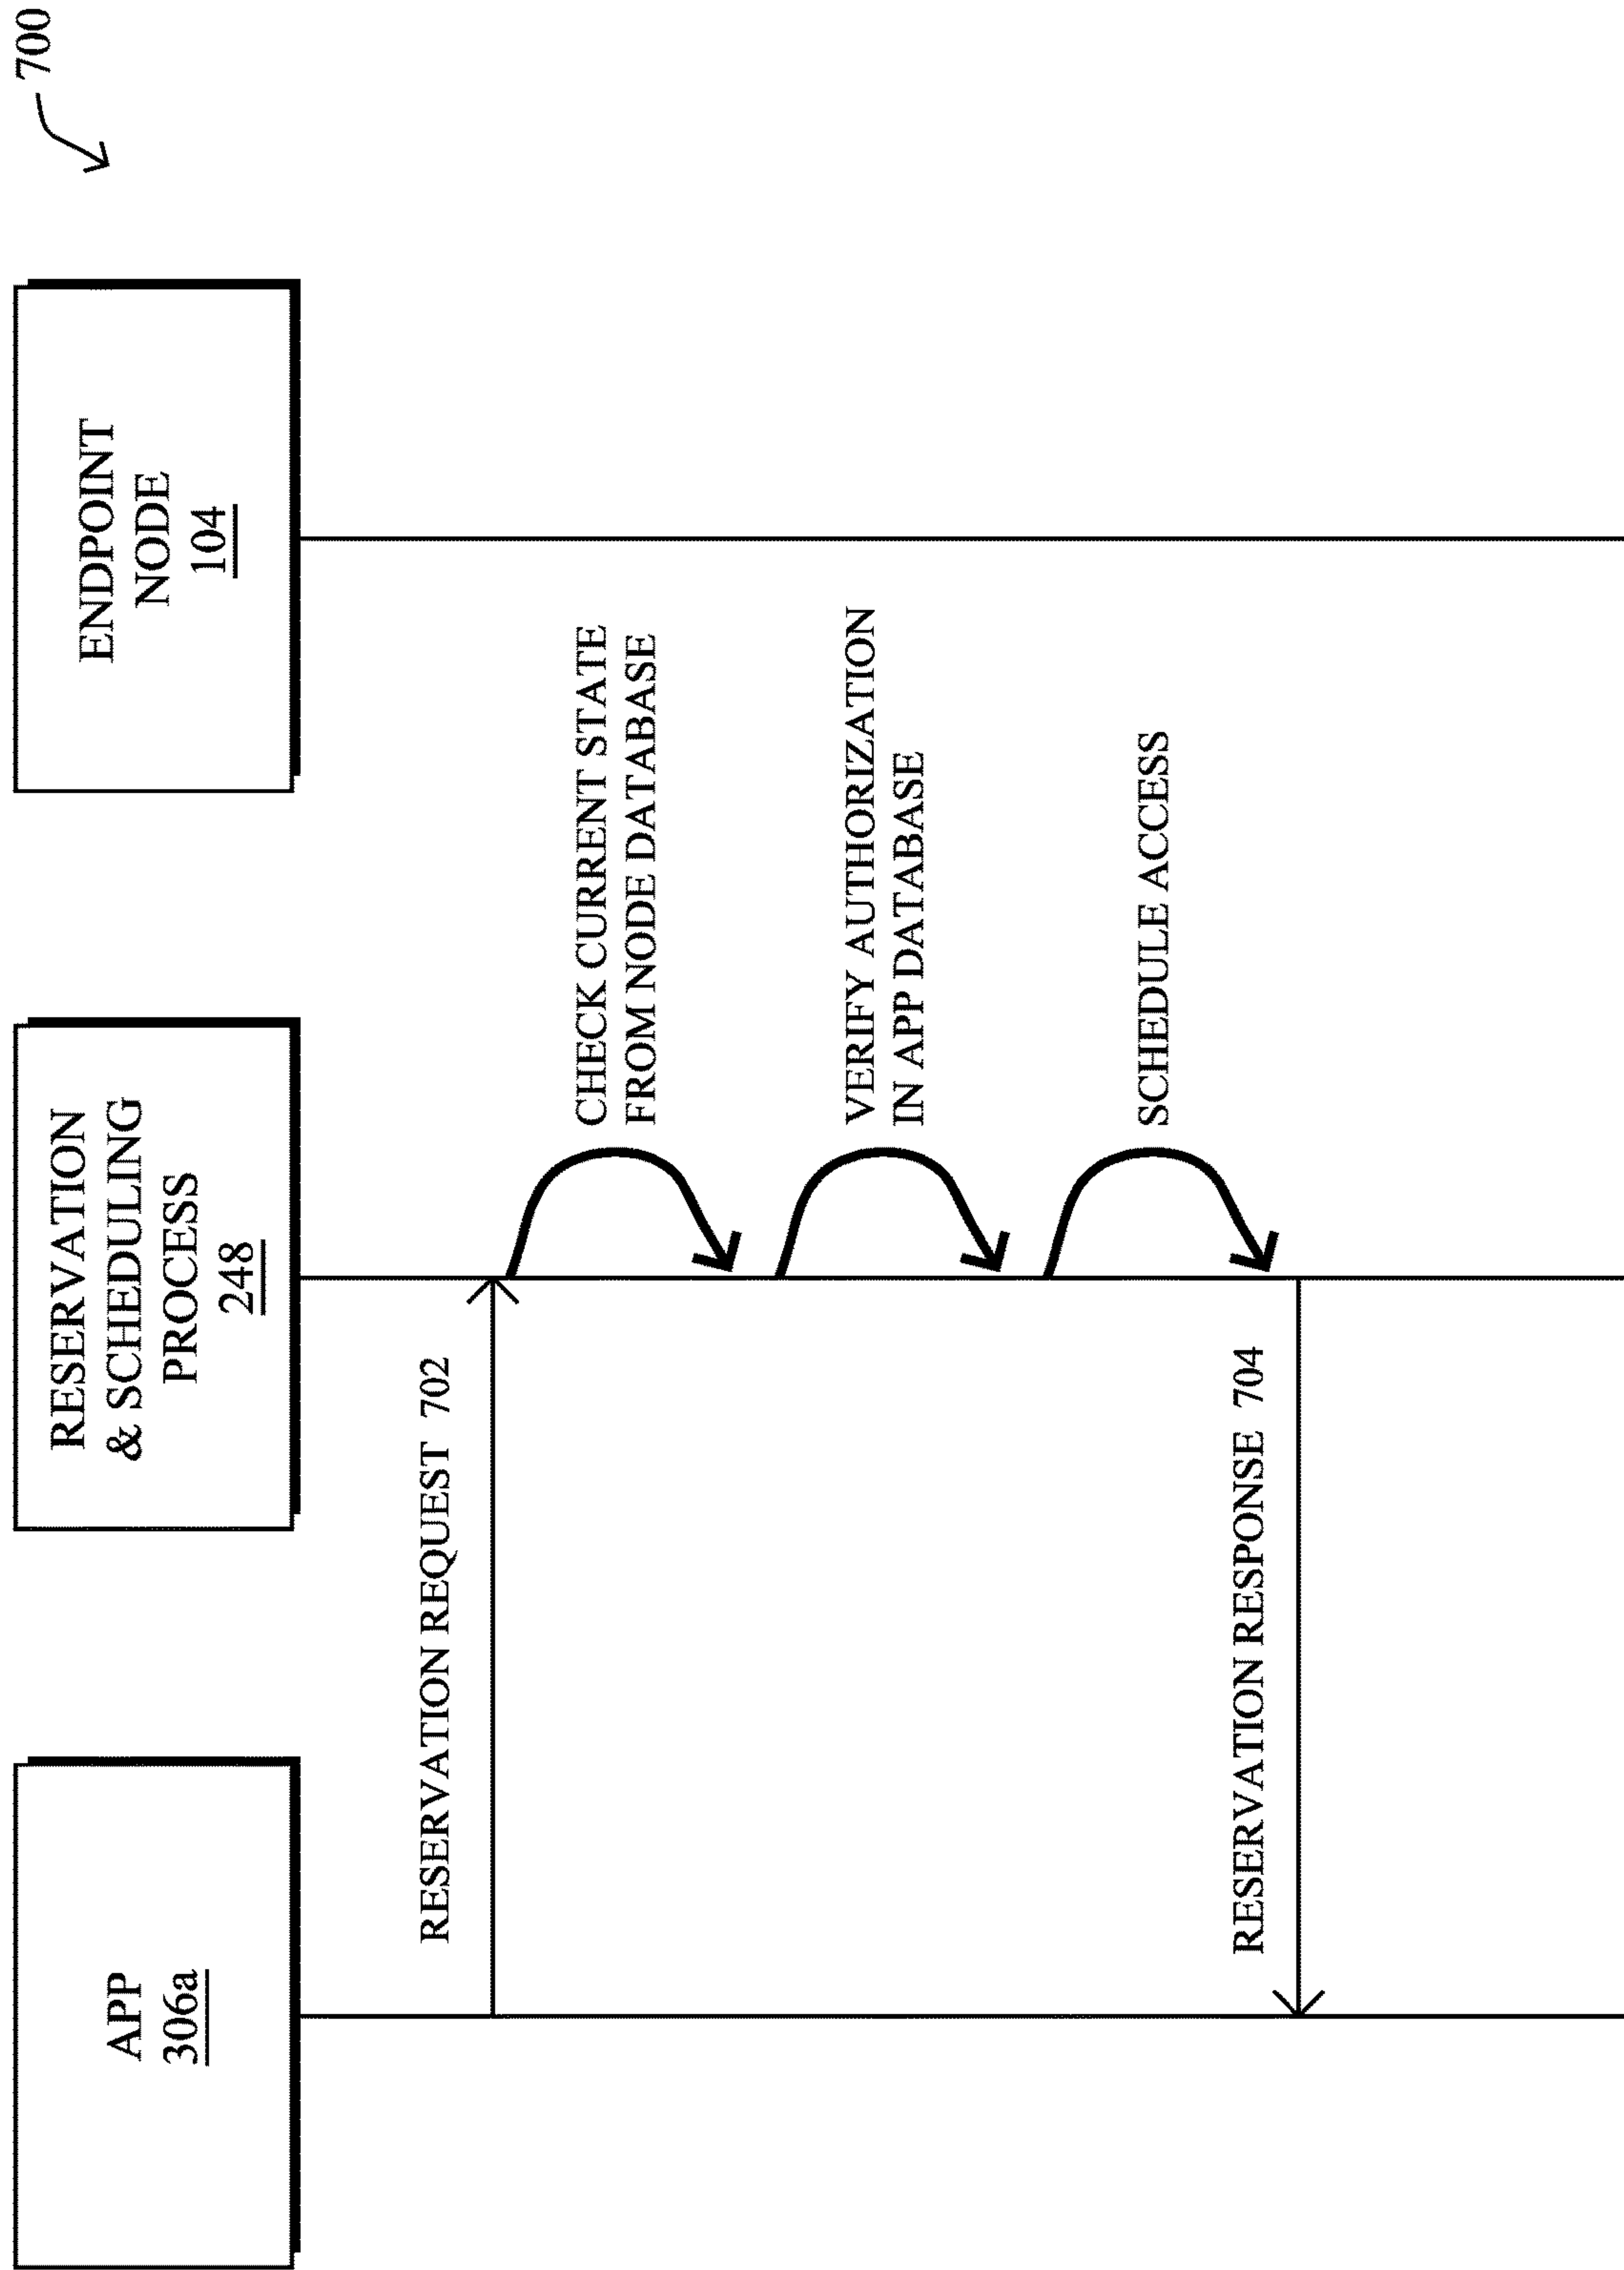 700
APP
306a
RESERVATION
& SCHEDULING
PROCESS
248
ENDPOINT
NODE
104
RESERVATION REQUEST 702
CHECK CURRENT STATE
FROM NODE DATABASE
VERIFY AUTHORIZATION
IN APP DATABASE
SCHEDULE ACCESS
RESERVATION RESPONSE 704